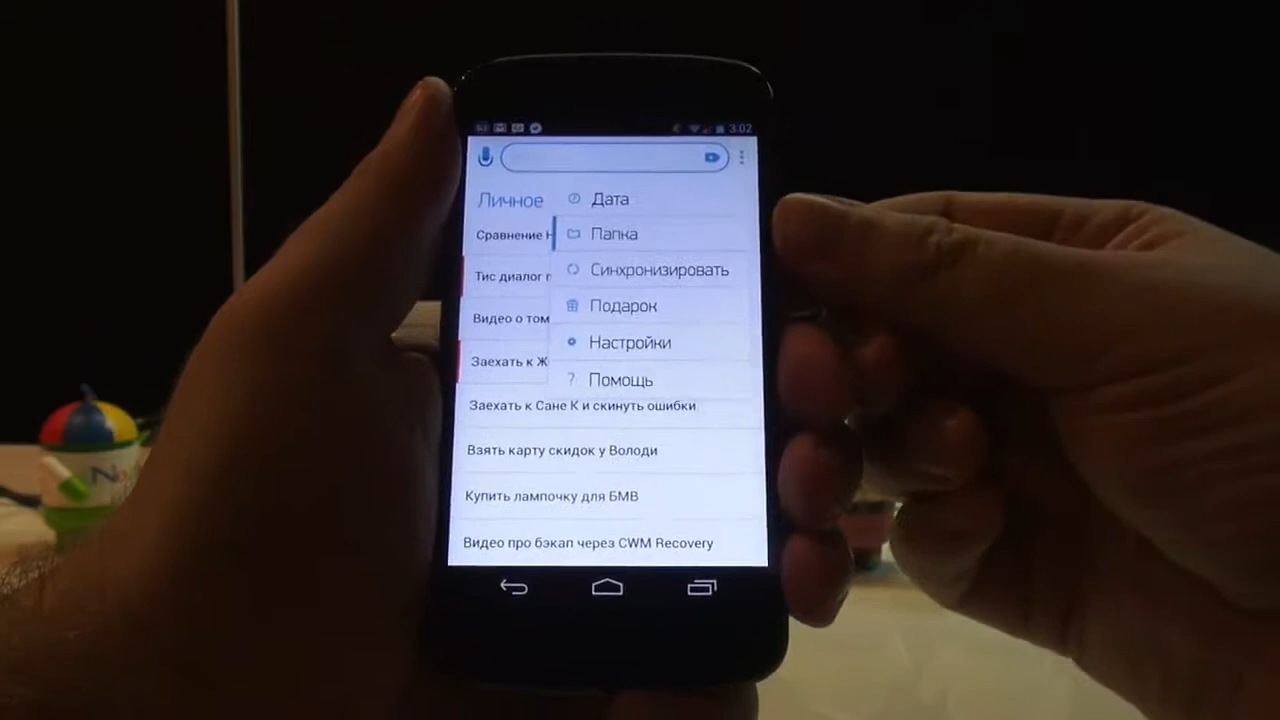 3:02
Личное
Дата
Сравнение
Папка
Тис диалог
Синхронизировать
Видео о том
Подарок
Заехать к Ж
Настройки
Помощь
Заехать к Сане К и скинуть ошибки
Взять карту скидок у Володи
Купить лампочку для БМВ
Видео про бэкап через CWM Recovery